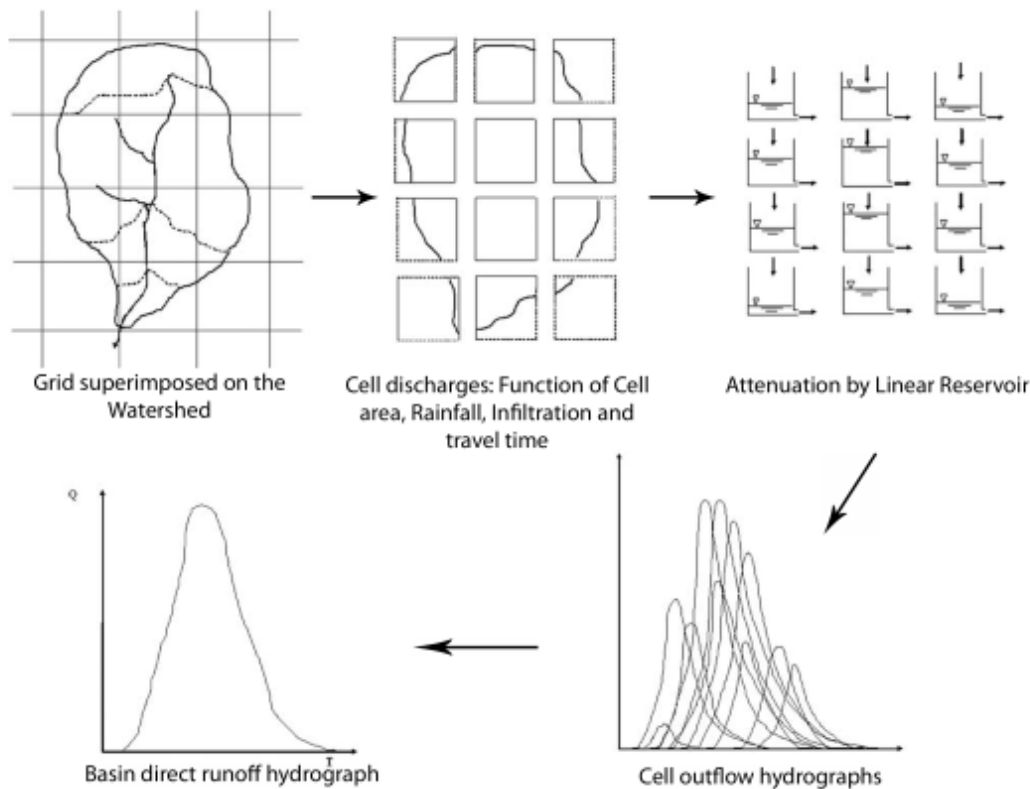 Grid superimposed on the
Watershed
Cell discharges: Function of Cell
area, Rainfall, Infiltration and
travel time
Attenuation by Linear Reservoir
Q
T
Basin direct runoff hydrograph
Cell outflow hydrographs